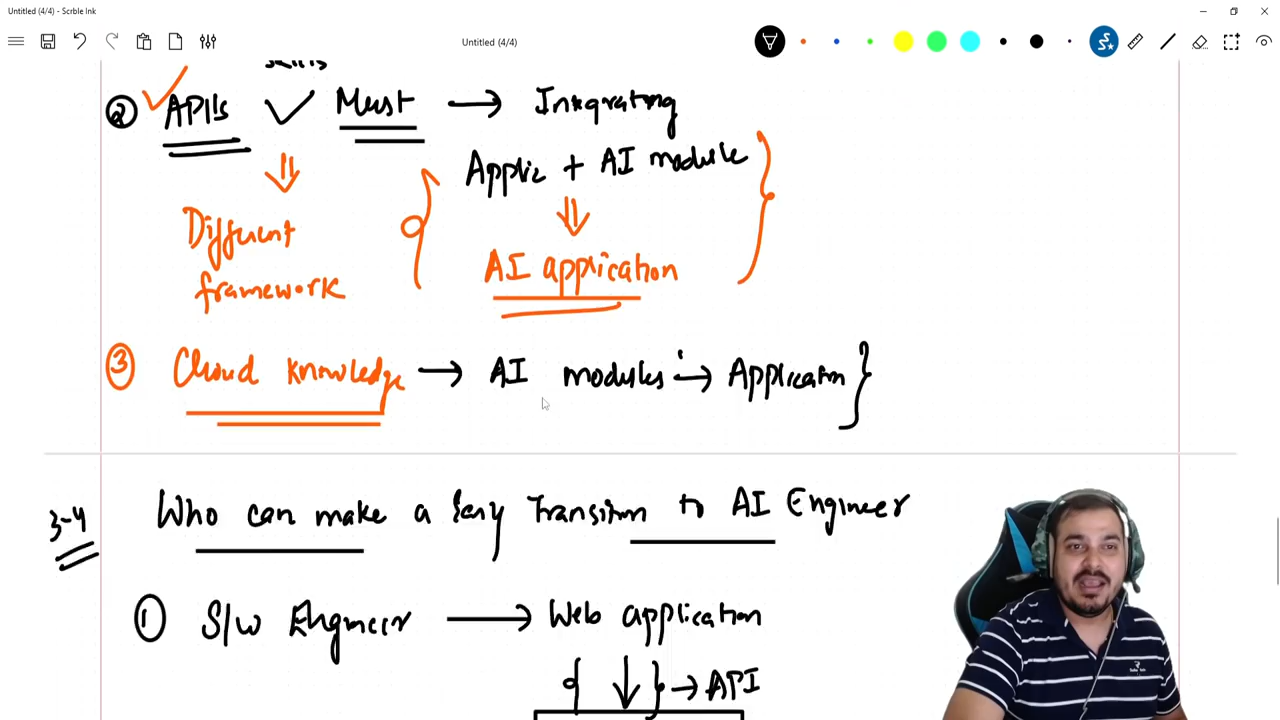 Untitled (4/4) - Scrble Ink
Untitled (4/4)
skills
② API's Must → Integrating
Applic + AI module
Different
framework
AI application
③ Cloud Knowledge → AI modules → Application
3-4 Who can make a Easy Transition to AI Engineer
① S/W Engineer → Web application
→ API